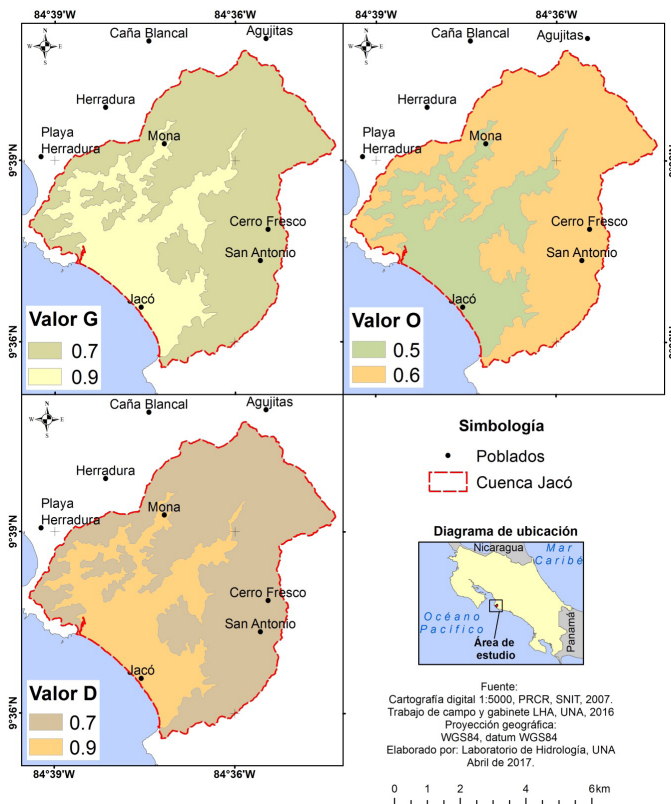 84°39'W
84°36'W
84°39'W
84°36'W
N
W
E
S
Caña Blancal
Agujitas
Herradura
Playa
Herradura
Mona
Cerro Fresco
San Antonio
Jacó
9°39'N
9°36'N
Valor G
0.7
0.9
N
W
E
S
Caña Blancal
Agujitas
Herradura
Playa
Herradura
Mona
Cerro Fresco
San Antonio
Jacó
Valor O
0.5
0.6
N
W
E
S
Caña Blancal
Agujitas
Herradura
Playa
Herradura
Mona
Cerro Fresco
San Antonio
Jacó
9°39'N
9°36'N
Valor D
0.7
0.9
84°39'W
84°36'W
Simbología
Poblados
Cuenca Jacó
Diagrama de ubicación
Nicaragua
Mar
Caribé
Océano
Pacífico
Panamá
Área de
estudio
Fuente:
Cartografía digital 1:5000, PRCR, SNIT, 2007.
Trabajo de campo y gabinete LHA, UNA, 2016
Proyección geográfica:
WGS84, datum WGS84
Elaborado por: Laboratorio de Hidrología, UNA
Abril de 2017.
0 1 2 4 6 km